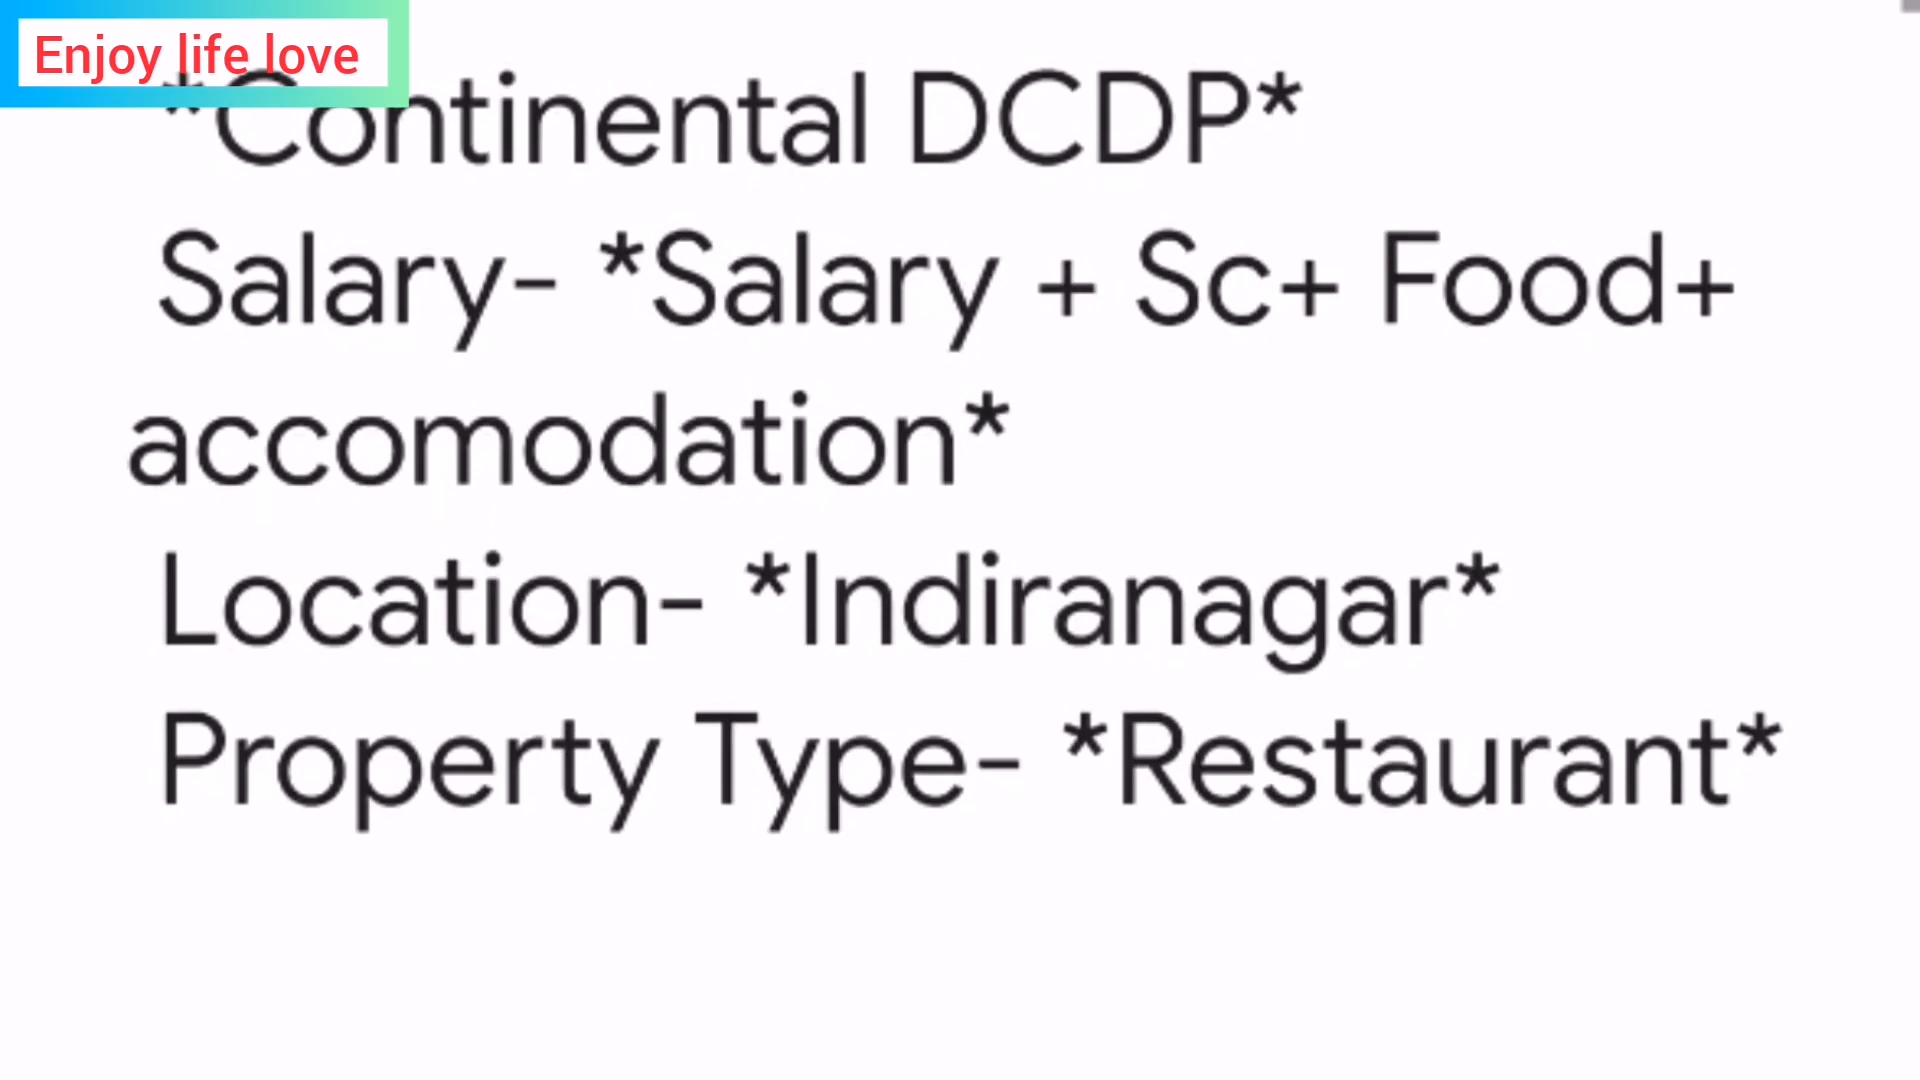 Enjoy life love
*Continental DCDP*
Salary- *Salary + Sc+ Food+
accomodation*
Location- *Indiranagar*
Property Type- *Restaurant*